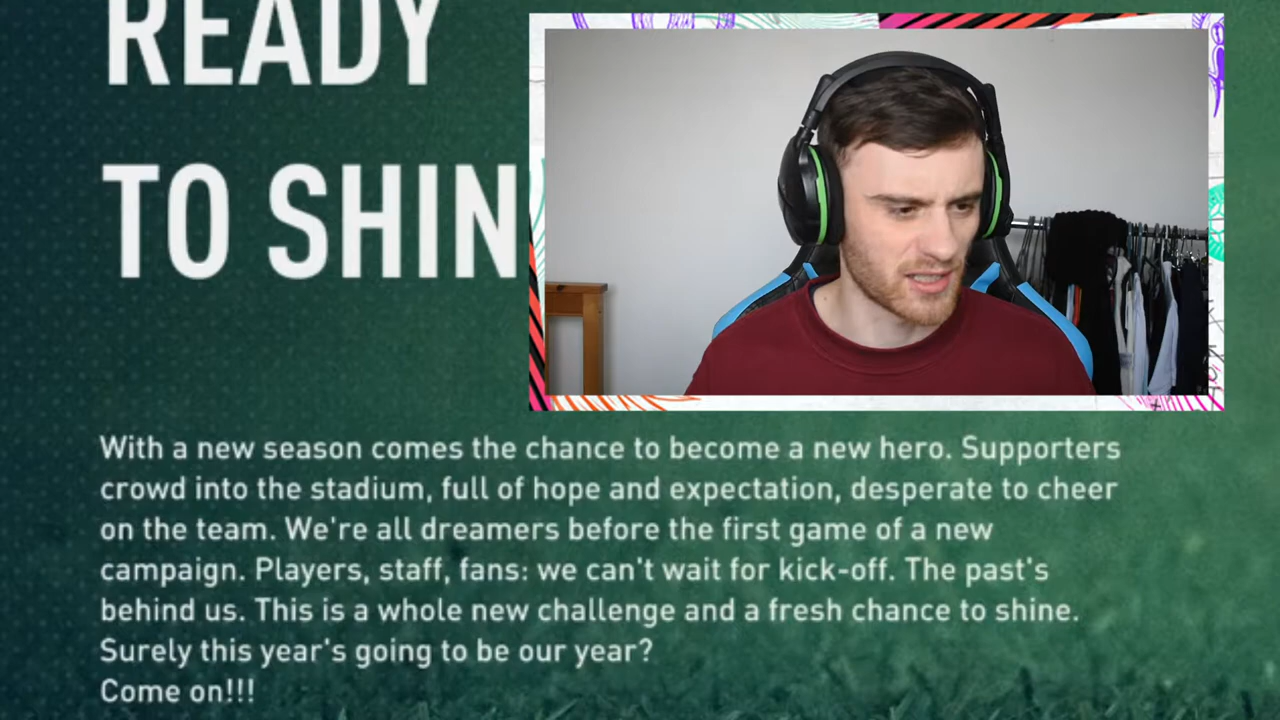 READY
TO SHIN
With a new season comes the chance to become a new hero. Supporters
crowd into the stadium, full of hope and expectation, desperate to cheer
on the team. We're all dreamers before the first game of a new
campaign. Players, staff, fans: we can't wait for kick-off. The past's
behind us. This is a whole new challenge and a fresh chance to shine.
Surely this year's going to be our year?
Come on!!!